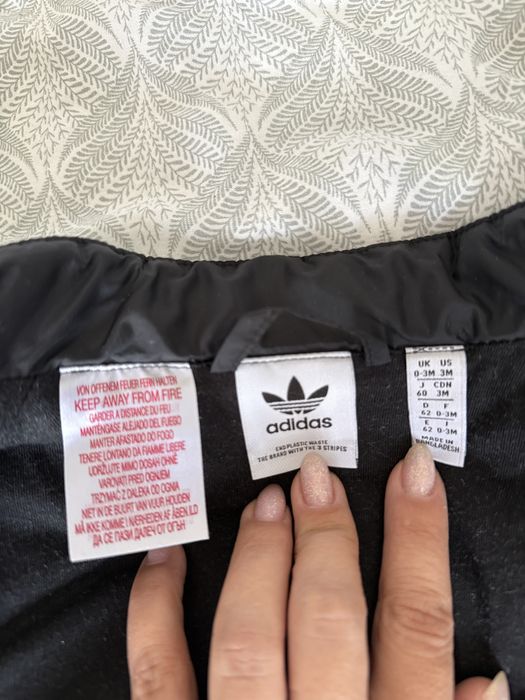 VON OFFENEM FEUER FERN HALTEN
KEEP AWAY FROM FIRE
GARDER À DISTANCE DU FEU
MANTÉNGASE ALEJADO DEL FUEGO
MANTER AFASTADO DO FOGO
TENERE LONTANO DA FIAMME LIBERE
UDRŽUJTE MIMO DOSAH OHNĚ
VAROVATI PRED OGNJEM
TRZYMAĆ Z DALEKA OD OGNIA
NIET IN DE BUURT VAN VUUR HOUDEN
MÅ IKKE KOMME I NÆRHEDEN AF ÅBEN ILD
ДА СЕ ПАЗИ ДАЛЕЧ ОТ ОГЪН
adidas
END PLASTIC WASTE
THE BRAND WITH THE 3 STRIPES
UK US
0-3M 3M
J CDN
60 3M
D F
62 0-3M
E I
62 0-3M
MADE IN
BANGLADESH